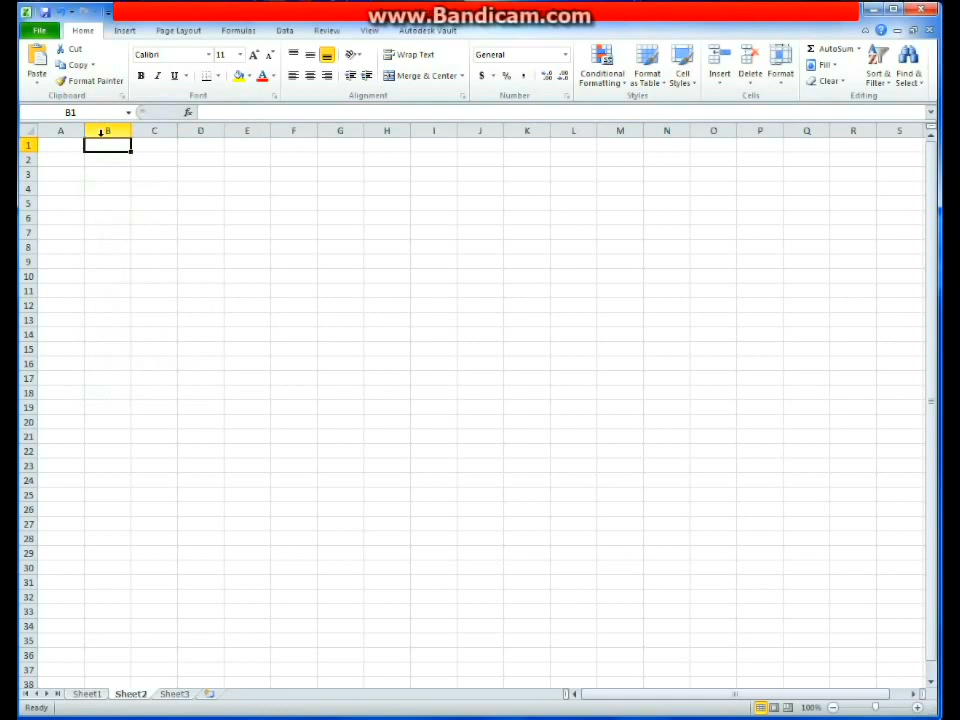 www.Bandicam.com
File Home Insert Page Layout Formulas Data Review View Autodesk Vault
Paste Cut Copy Format Painter Clipboard
Calibri 11 A A B I U A Font
Wrap Text Merge & Center Alignment
General $ % , Number
Conditional Formatting Format as Table Cell Styles Styles
Insert Delete Format Cells
Σ AutoSum Fill Clear Sort & Filter Find & Select Editing
B1 fx
A B C D E F G H I J K L M N O P Q R S
1
2
3
4
5
6
7
8
9
10
11
12
13
14
15
16
17
18
19
20
21
22
23
24
25
26
27
28
29
30
31
32
33
34
35
36
37
38
Sheet1 Sheet2 Sheet3
Ready 100%